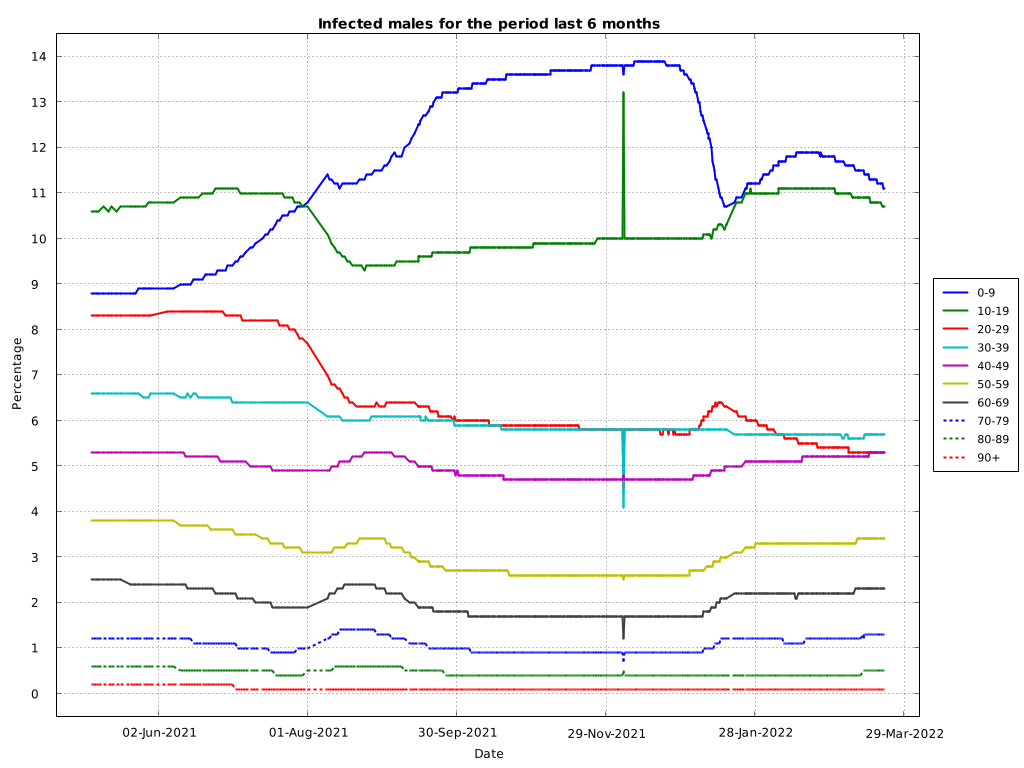 Infected males for the period last 6 months
Percentage
14
13
12
11
10
9
8
7
6
5
4
3
2
1
0
02-Jun-2021
01-Aug-2021
30-Sep-2021
29-Nov-2021
28-Jan-2022
29-Mar-2022
Date
0-9
10-19
20-29
30-39
40-49
50-59
60-69
70-79
80-89
90+